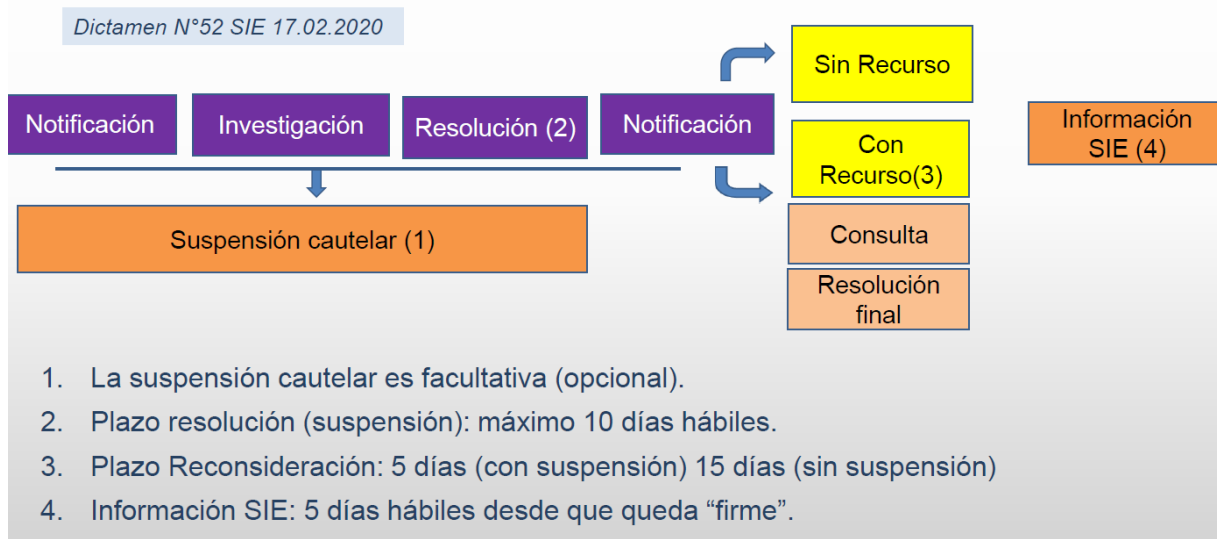 Dictamen N°52 SIE 17.02.2020
Notificación
Investigación
Resolución (2)
Notificación
Sin Recurso
Con
Recurso(3)
Consulta
Resolución
final
Información
SIE (4)
Suspensión cautelar (1)
1. La suspensión cautelar es facultativa (opcional).
2. Plazo resolución (suspensión): máximo 10 días hábiles.
3. Plazo Reconsideración: 5 días (con suspensión) 15 días (sin suspensión)
4. Información SIE: 5 días hábiles desde que queda “firme”.